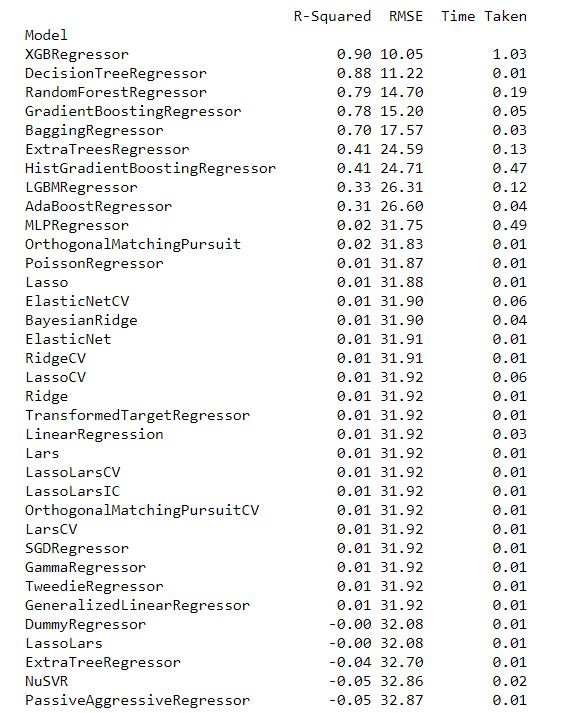 R-Squared RMSE Time Taken
Model
XGBRegressor 0.90 10.05 1.03
DecisionTreeRegressor 0.88 11.22 0.01
RandomForestRegressor 0.79 14.70 0.19
GradientBoostingRegressor 0.78 15.20 0.05
BaggingRegressor 0.70 17.57 0.03
ExtraTreesRegressor 0.41 24.59 0.13
HistGradientBoostingRegressor 0.41 24.71 0.47
LGBMRegressor 0.33 26.31 0.12
AdaBoostRegressor 0.31 26.60 0.04
MLPRegressor 0.02 31.75 0.49
OrthogonalMatchingPursuit 0.02 31.83 0.01
PoissonRegressor 0.01 31.87 0.01
Lasso 0.01 31.88 0.01
ElasticNetCV 0.01 31.90 0.06
BayesianRidge 0.01 31.90 0.04
ElasticNet 0.01 31.91 0.01
RidgeCV 0.01 31.91 0.01
LassoCV 0.01 31.92 0.06
Ridge 0.01 31.92 0.01
TransformedTargetRegressor 0.01 31.92 0.01
LinearRegression 0.01 31.92 0.03
Lars 0.01 31.92 0.01
LassoLarsCV 0.01 31.92 0.01
LassoLarsIC 0.01 31.92 0.01
OrthogonalMatchingPursuitCV 0.01 31.92 0.01
LarsCV 0.01 31.92 0.01
SGDRegressor 0.01 31.92 0.01
GammaRegressor 0.01 31.92 0.01
TweedieRegressor 0.01 31.92 0.01
GeneralizedLinearRegressor 0.01 31.92 0.01
DummyRegressor -0.00 32.08 0.01
LassoLars -0.00 32.08 0.01
ExtraTreeRegressor -0.04 32.70 0.01
NuSVR -0.05 32.86 0.02
PassiveAggressiveRegressor -0.05 32.87 0.01